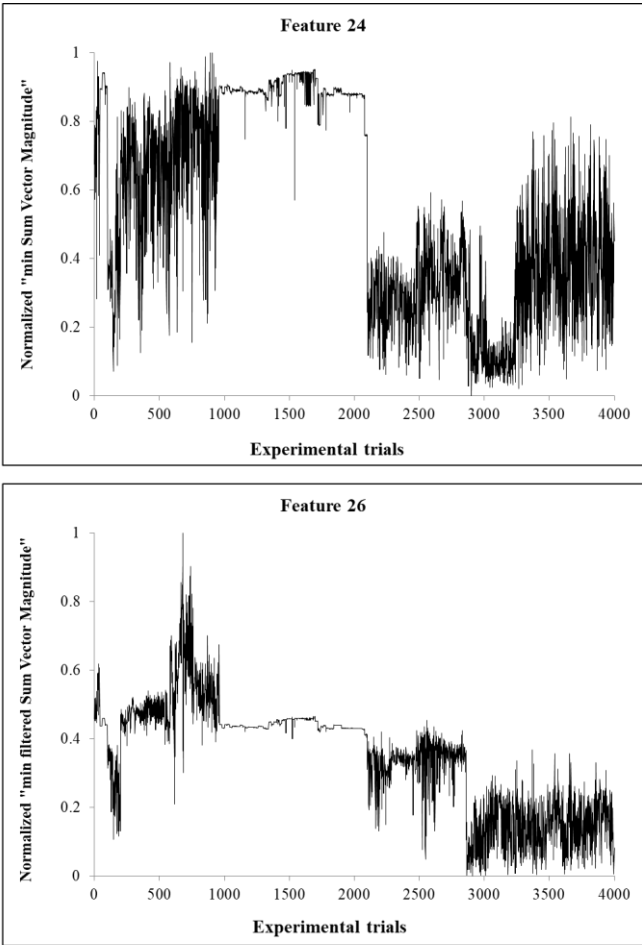 Feature 24
Normalized "min Sum Vector Magnitude"
1
0.8
0.6
0.4
0.2
0
0 500 1000 1500 2000 2500 3000 3500 4000
Experimental trials
Feature 26
Normalized "min filtered Sum Vector Magnitude"
1
0.8
0.6
0.4
0.2
0
0 500 1000 1500 2000 2500 3000 3500 4000
Experimental trials